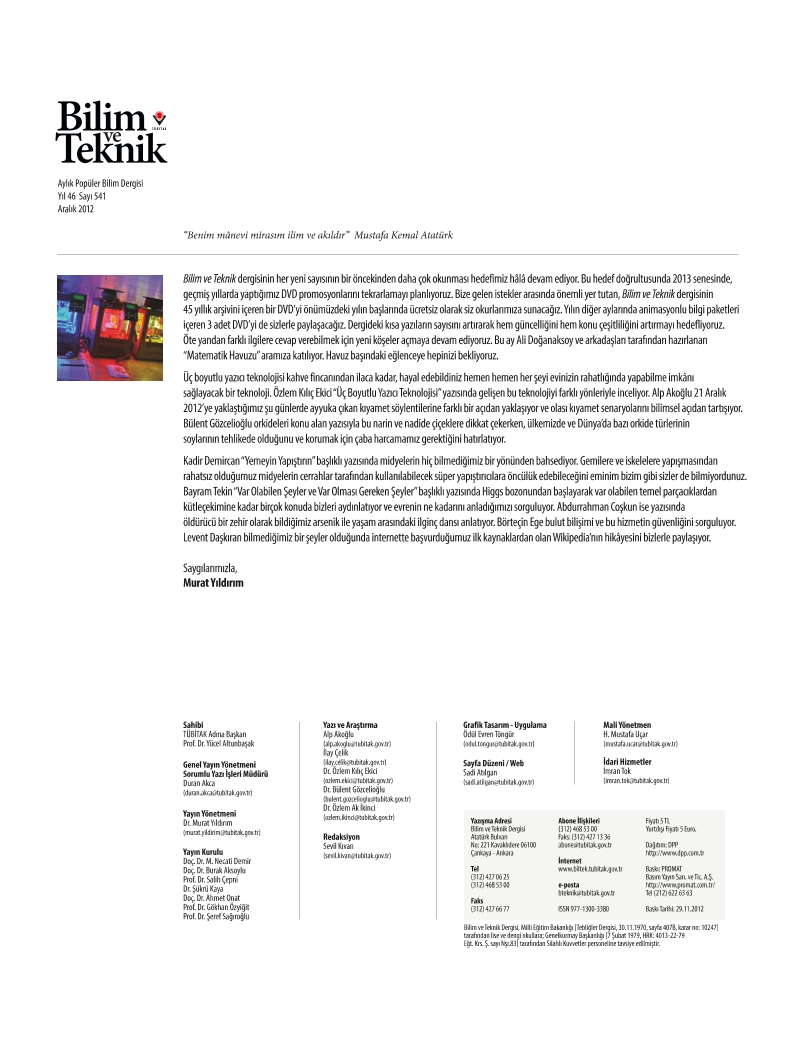 Bilim
ve
Teknik
TÜBİTAK
Aylık Popüler Bilim Dergisi
Yıl 46 Sayı 541
Aralık 2012
“Benim mânevi mirasım ilim ve akıldır” Mustafa Kemal Atatürk
Bilim ve Teknik dergisinin her yeni sayısının bir öncekinden daha çok okunması hedefimiz hâlâ devam ediyor. Bu hedef doğrultusunda 2013 senesinde,
geçmiş yıllarda yaptığımız DVD promosyonlarını tekrarlamayı planlıyoruz. Bize gelen istekler arasında önemli yer tutan, Bilim ve Teknik dergisinin
45 yıllık arşivini içeren bir DVD’yi önümüzdeki yılın başlarında ücretsiz olarak siz okurlarımıza sunacağız. Yılın diğer aylarında animasyonlu bilgi paketleri
içeren 3 adet DVD’yi de sizlerle paylaşacağız. Dergideki kısa yazıların sayısını artırarak hem güncelliğini hem konu çeşitliliğini artırmayı hedefliyoruz.
Öte yandan farklı ilgilere cevap verebilmek için yeni köşeler açmaya devam ediyoruz. Bu ay Ali Doğanaksoy ve arkadaşları tarafından hazırlanan
“Matematik Havuzu” aramıza katılıyor. Havuz başındaki eğlenceye hepinizi bekliyoruz.
Üç boyutlu yazıcı teknolojisi kahve fincanından ilaca kadar, hayal edebildiniz hemen hemen her şeyi evinizin rahatlığında yapabilme imkânı
sağlayacak bir teknoloji. Özlem Kılıç Ekici “Üç Boyutlu Yazıcı Teknolojisi” yazısında gelişen bu teknolojiyi farklı yönleriyle inceliyor. Alp Akoğlu 21 Aralık
2012’ye yaklaştığımız şu günlerde ayyuka çıkan kıyamet söylentilerine farklı bir açıdan yaklaşıyor ve olası kıyamet senaryolarını bilimsel açıdan tartışıyor.
Bülent Gözcelioğlu orkideleri konu alan yazısıyla bu narin ve nadide çiçeklere dikkat çekerken, ülkemizde ve Dünya’da bazı orkide türlerinin
soylarının tehlikede olduğunu ve korumak için çaba harcamamız gerektiğini hatırlatıyor.
Kadir Demircan “Yemeyin Yapıştırın” başlıklı yazısında midyelerin hiç bilmediğimiz bir yönünden bahsediyor. Gemilere ve iskelelere yapışmasından
rahatsız olduğumuz midyelerin cerrahlar tarafından kullanılabilecek süper yapıştırıcılara öncülük edebileceğini eminim bizim gibi sizler de bilmiyordunuz.
Bayram Tekin “Var Olabilen Şeyler ve Var Olması Gereken Şeyler” başlıklı yazısında Higgs bozonundan başlayarak var olabilen temel parçacıklardan
kütleçekimine kadar birçok konuda bizleri aydınlatıyor ve evrenin ne kadarını anladığımızı sorguluyor. Abdurrahman Coşkun ise yazısında
öldürücü bir zehir olarak bildiğimiz arsenik ile yaşam arasındaki ilginç dansı anlatıyor. Börteçin Ege bulut bilişimi ve bu hizmetin güvenliğini sorguluyor.
Levent Daşkıran bilmediğimiz bir şeyler olduğunda internette başvurduğumuz ilk kaynaklardan olan Wikipedia’nın hikâyesini bizlerle paylaşıyor.
Saygılarımızla,
Murat Yıldırım
Sahibi
TÜBİTAK Adına Başkan
Prof. Dr. Yücel Altunbaşak
Genel Yayın Yönetmeni
Sorumlu Yazı İşleri Müdürü
Duran Akca
(duran.akca@tubitak.gov.tr)
Yayın Yönetmeni
Dr. Murat Yıldırım
(murat.yildirim@tubitak.gov.tr)
Yayın Kurulu
Doç. Dr. M. Necati Demir
Doç. Dr. Burak Aksoylu
Prof. Dr. Salih Çepni
Dr. Şükrü Kaya
Doç. Dr. Ahmet Onat
Prof. Dr. Gökhan Özyiğit
Prof. Dr. Şeref Sağıroğlu
Yazı ve Araştırma
Alp Akoğlu
(alp.akoglu@tubitak.gov.tr)
İlay Çelik
(ilay.celik@tubitak.gov.tr)
Dr. Özlem Kılıç Ekici
(ozlem.ekici@tubitak.gov.tr)
Dr. Bülent Gözcelioğlu
(bulent.gozcelioglu@tubitak.gov.tr)
Dr. Özlem Ak İkinci
(ozlem.ikinci@tubitak.gov.tr)
Redaksiyon
Sevil Kıvan
(sevil.kivan@tubitak.gov.tr)
Grafik Tasarım - Uygulama
Ödül Evren Töngür
(odul.tongur@tubitak.gov.tr)
Sayfa Düzeni / Web
Sadi Atılgan
(sadi.atilgan@tubitak.gov.tr)
Mali Yönetmen
H. Mustafa Uçar
(mustafa.ucar@tubitak.gov.tr)
İdari Hizmetler
İmran Tok
(imran.tok@tubitak.gov.tr)
Yazışma Adresi
Bilim ve Teknik Dergisi
Atatürk Bulvarı
No: 221 Kavaklıdere 06100
Çankaya - Ankara
Tel
(312) 427 06 25
(312) 468 53 00
Faks
(312) 427 66 77
Abone İlişkileri
(312) 468 53 00
Faks: (312) 427 13 36
abone@tubitak.gov.tr
İnternet
www.biltek.tubitak.gov.tr
e-posta
bteknik@tubitak.gov.tr
ISSN 977-1300-3380
Fiyatı 5 TL
Yurtdışı Fiyatı 5 Euro.
Dağıtım: DPP
http://www.dpp.com.tr
Baskı: PROMAT
Basım Yayın San. ve Tic. A.Ş.
http://www.promat.com.tr/
Tel (212) 622 63 63
Baskı Tarihi: 29.11.2012
Bilim ve Teknik Dergisi, Milli Eğitim Bakanlığı [Tebliğler Dergisi, 30.11.1970, sayfa 407B, karar no: 10247]
tarafından lise ve dengi okullara; Genelkurmay Başkanlığı [7 Şubat 1979, HRK: 4013-22-79
Eğt. Krs. Ş. sayı Nşr.83] tarafından Silahlı Kuvvetler personeline tavsiye edilmiştir.